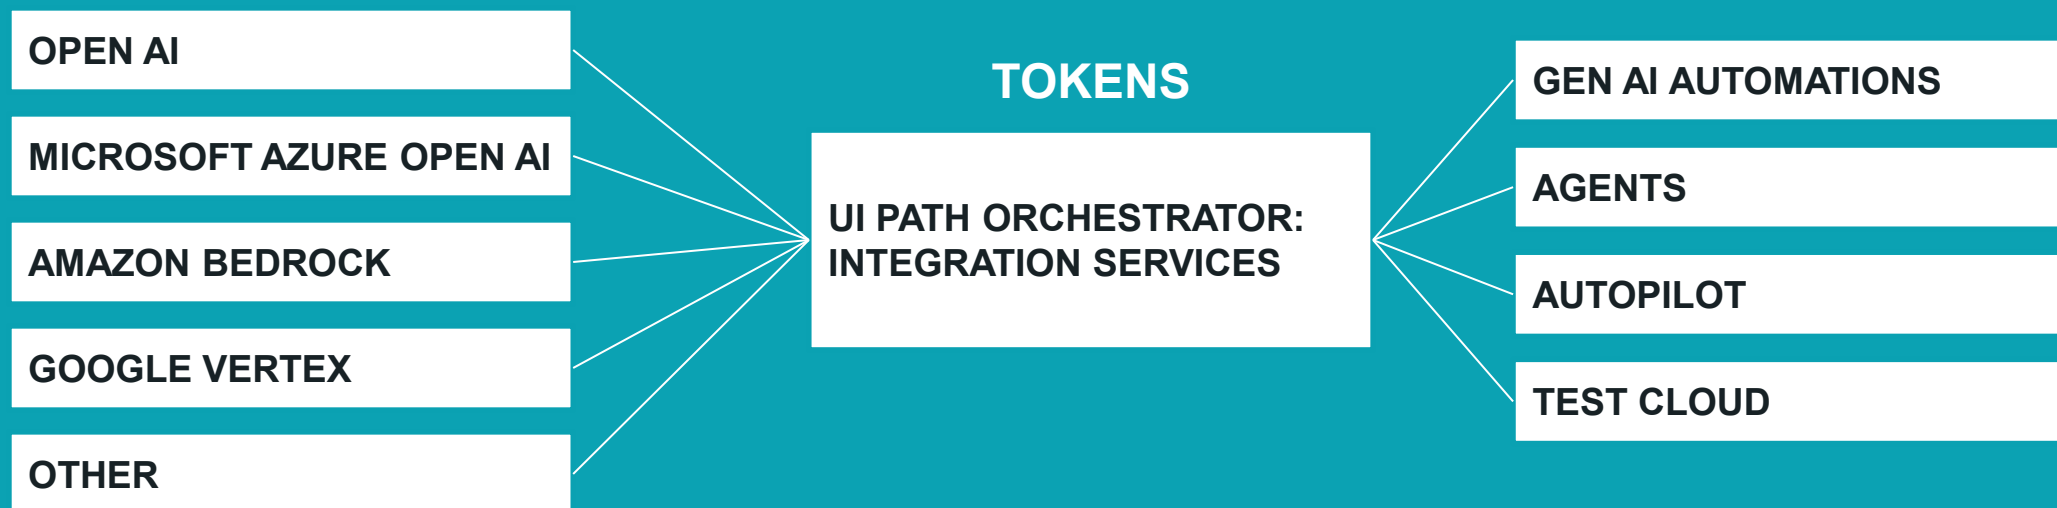 OPEN AI
MICROSOFT AZURE OPEN AI
AMAZON BEDROCK
GOOGLE VERTEX
OTHER
TOKENS
UI PATH ORCHESTRATOR:
INTEGRATION SERVICES
GEN AI AUTOMATIONS
AGENTS
AUTOPILOT
TEST CLOUD